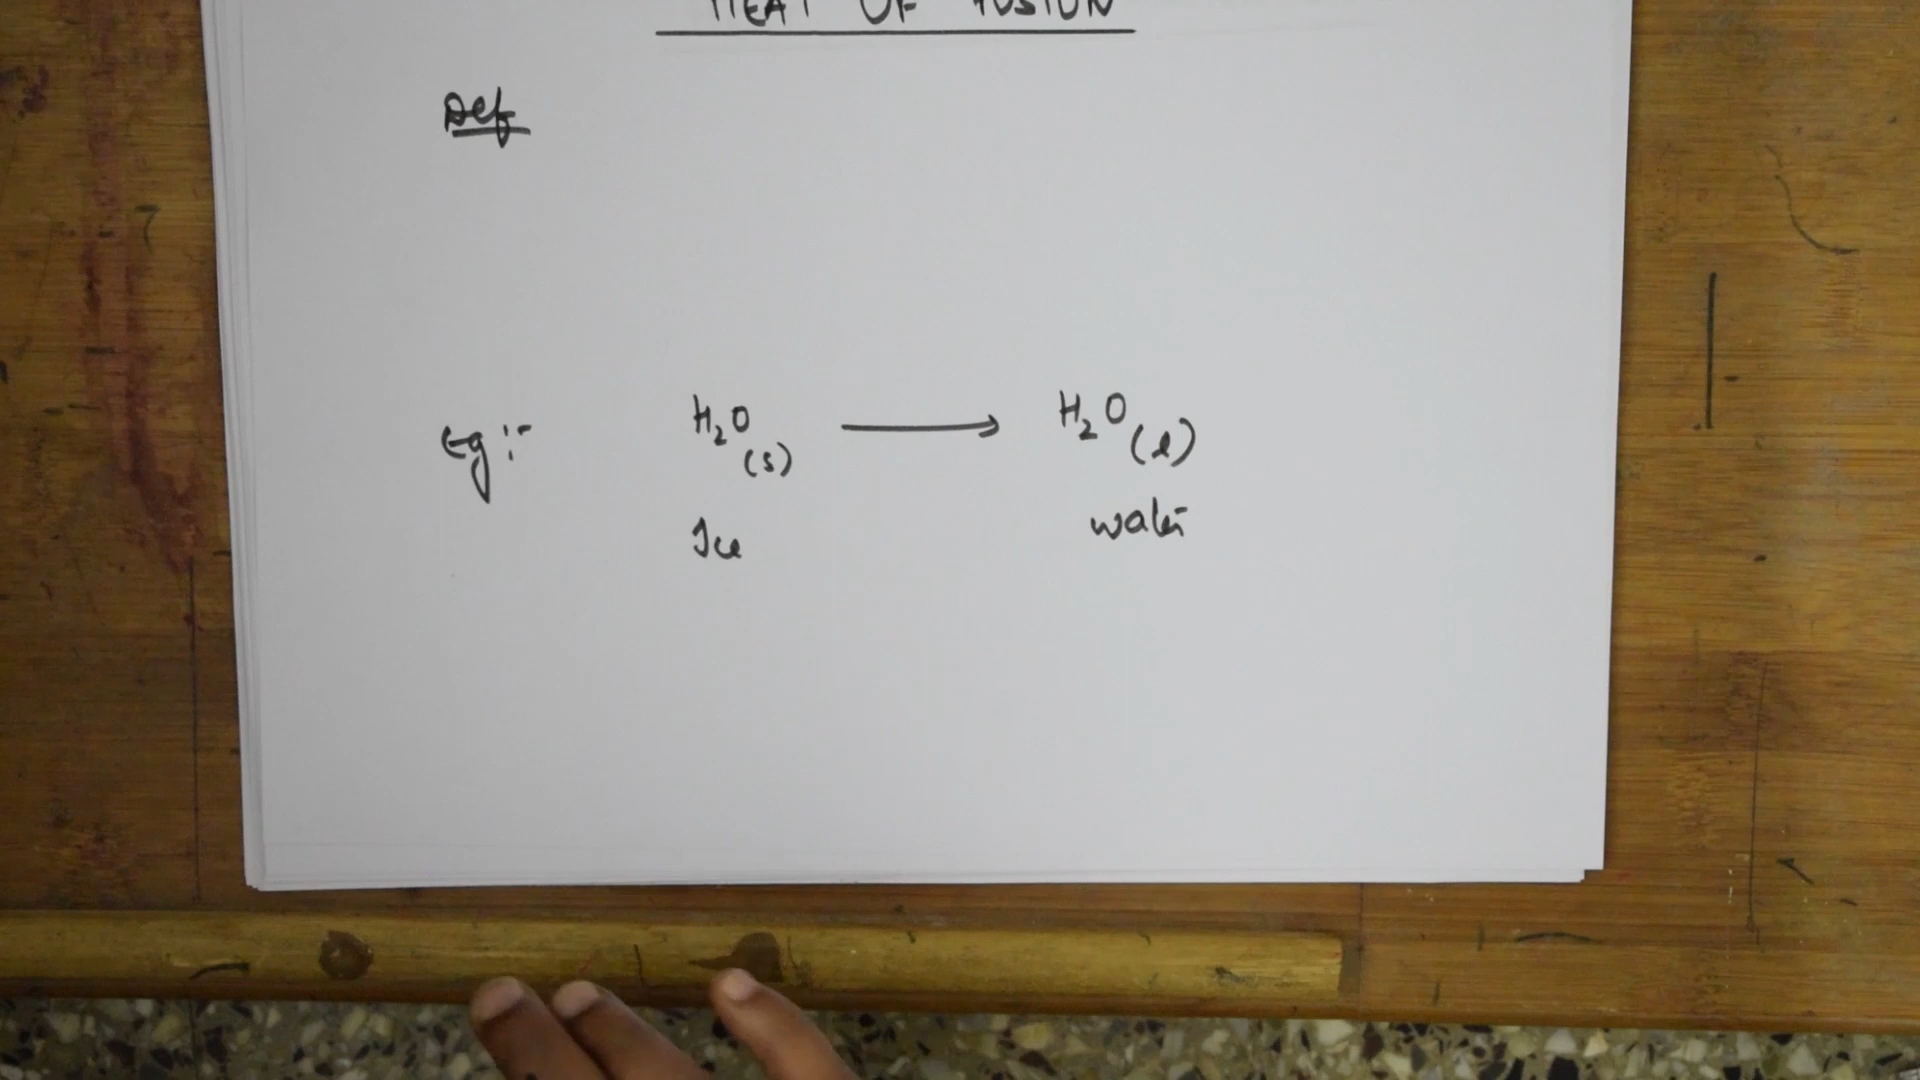 HEAT OF FUSION
Def
Eg :- H₂O (s) ⟶ H₂O (l)
Ice water